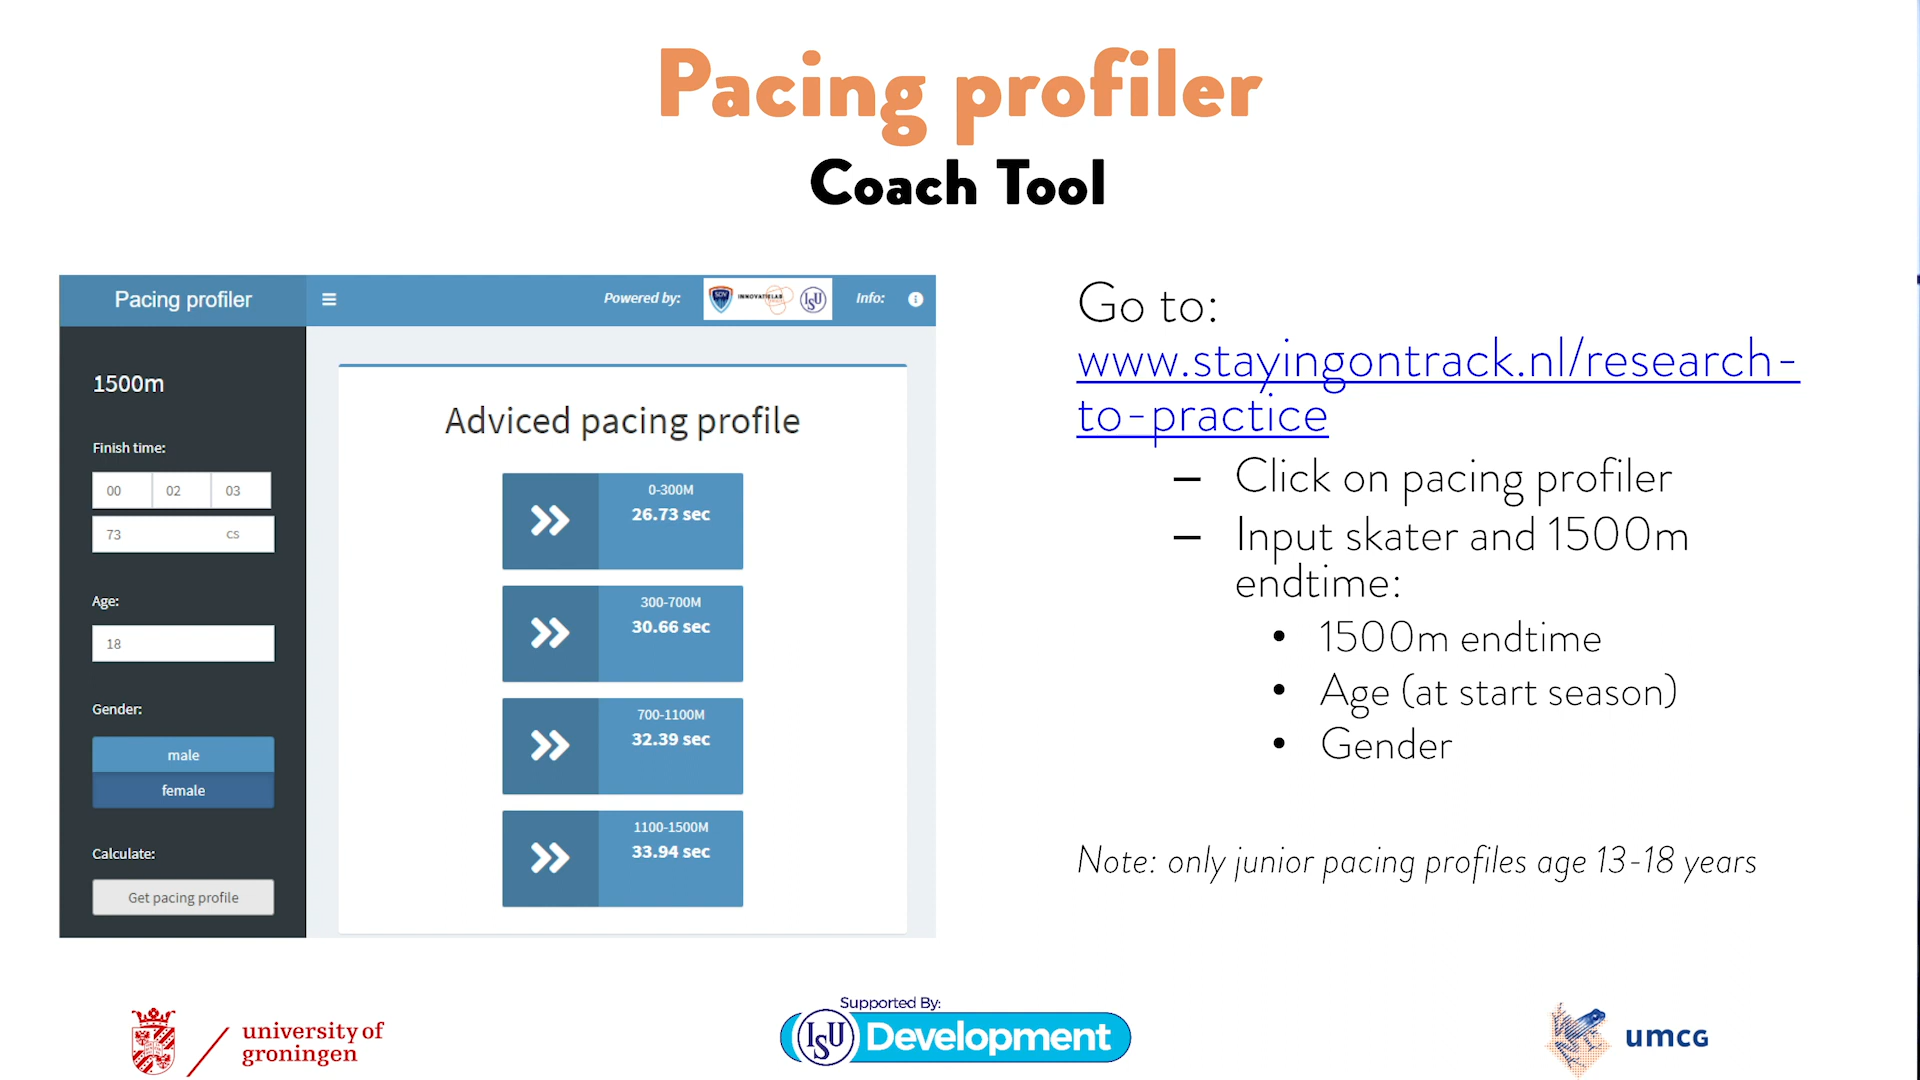 Pacing profiler
Coach Tool
Pacing profiler
Powered by:
INNOVATIELAB
ISU
Info:
1500m
Finish time:
00 02 03
73 cs
Age:
18
Gender:
male
female
Calculate:
Get pacing profile
Adviced pacing profile
0-300M
26.73 sec
300-700M
30.66 sec
700-1100M
32.39 sec
1100-1500M
33.94 sec
Go to:
www.stayingontrack.nl/research-
to-practice
– Click on pacing profiler
– Input skater and 1500m
endtime:
• 1500m endtime
• Age (at start season)
• Gender
Note: only junior pacing profiles age 13-18 years
university of
groningen
Supported By:
ISU Development
umcg